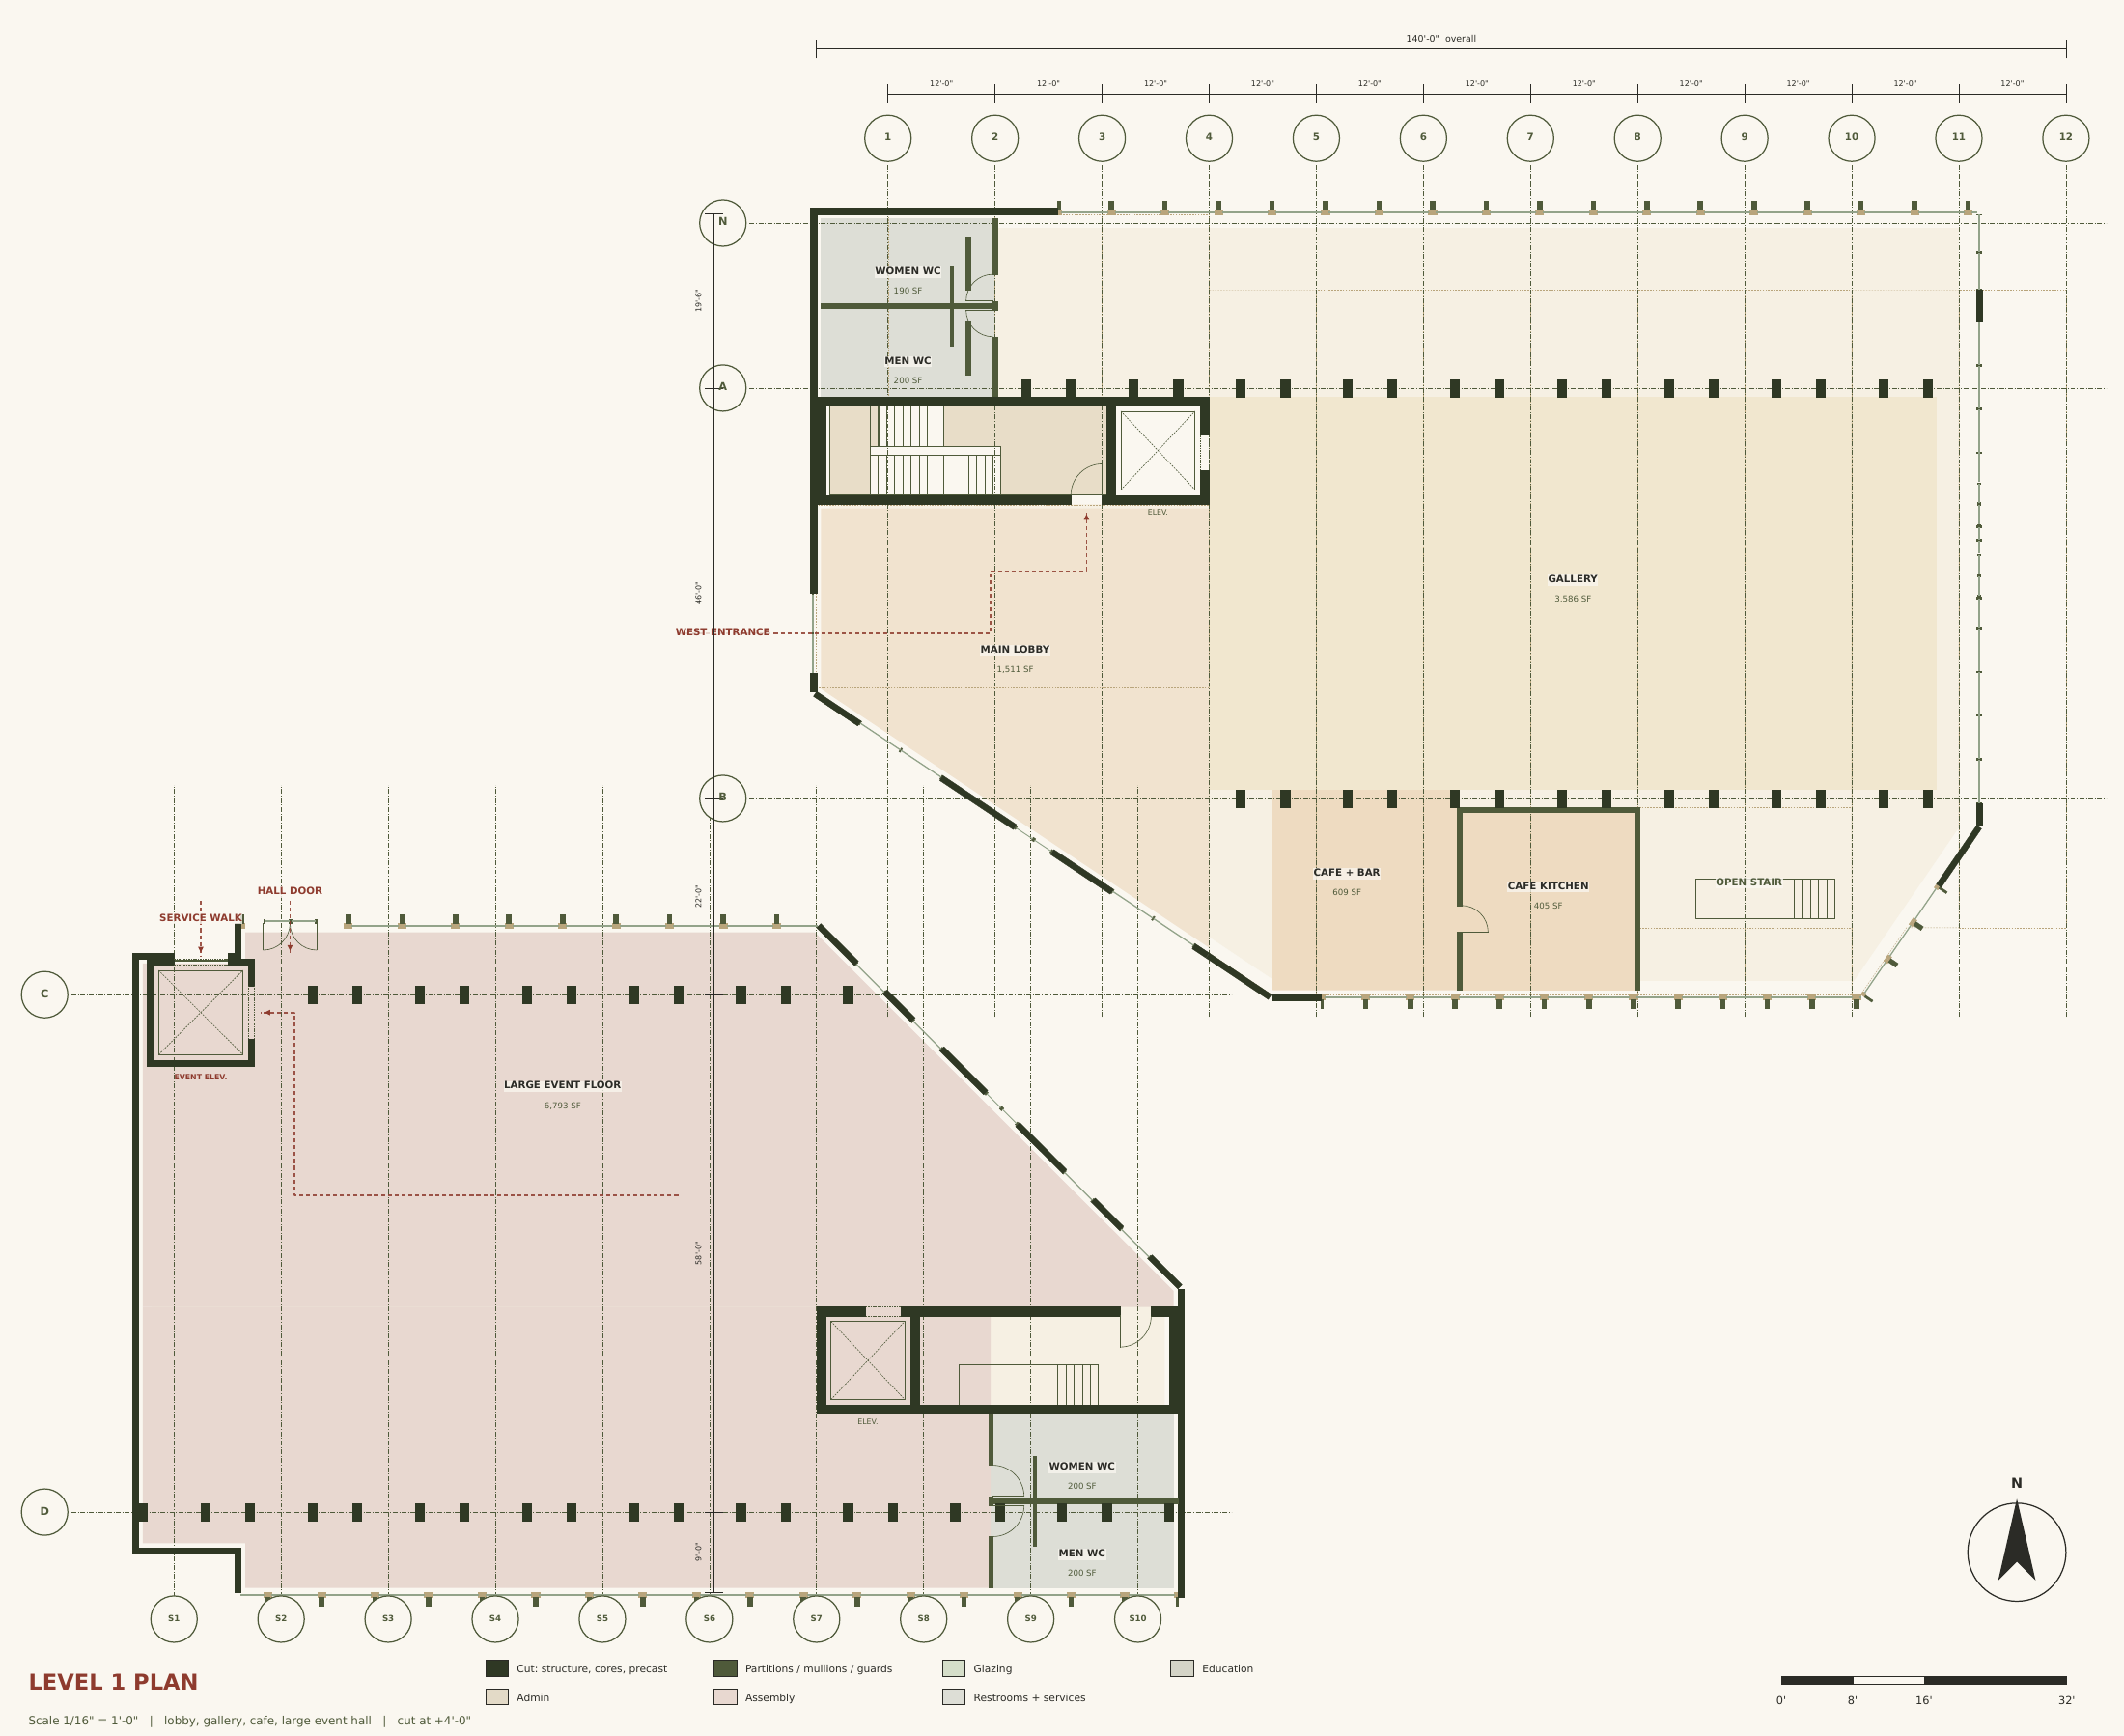 140'-0" overall
12'-0" 12'-0" 12'-0" 12'-0" 12'-0" 12'-0" 12'-0" 12'-0" 12'-0" 12'-0" 12'-0"
1 2 3 4 5 6 7 8 9 10 11 12
N
WOMEN WC
190 SF
19'-6"
MEN WC
200 SF
A
ELEV.
GALLERY
3,586 SF
46'-0"
WEST ENTRANCE
MAIN LOBBY
1,511 SF
B
CAFE + BAR
609 SF
CAFE KITCHEN
405 SF
OPEN STAIR
22'-0"
HALL DOOR
SERVICE WALK
C
EVENT ELEV.
LARGE EVENT FLOOR
6,793 SF
58'-0"
ELEV.
WOMEN WC
200 SF
D
MEN WC
200 SF
9'-0"
N
S1 S2 S3 S4 S5 S6 S7 S8 S9 S10
LEVEL 1 PLAN
Scale 1/16" = 1'-0" | lobby, gallery, cafe, large event hall | cut at +4'-0"
Cut: structure, cores, precast
Partitions / mullions / guards
Glazing
Education
Admin
Assembly
Restrooms + services
0' 8' 16' 32'